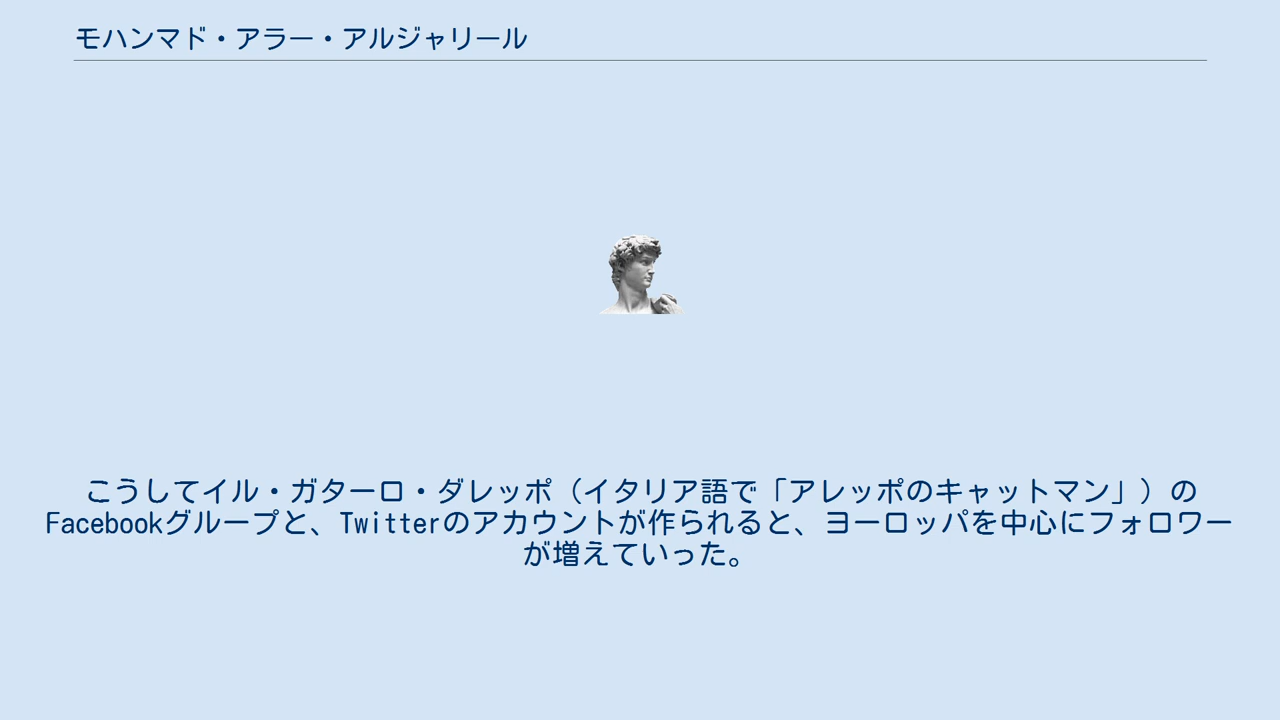 モハンマド・アラー・アルジャリール
こうしてイル・ガターロ・ダレッポ（イタリア語で「アレッポのキャットマン」）の
Facebookグループと、Twitterのアカウントが作られると、ヨーロッパを中心にフォロワー
が増えていった。